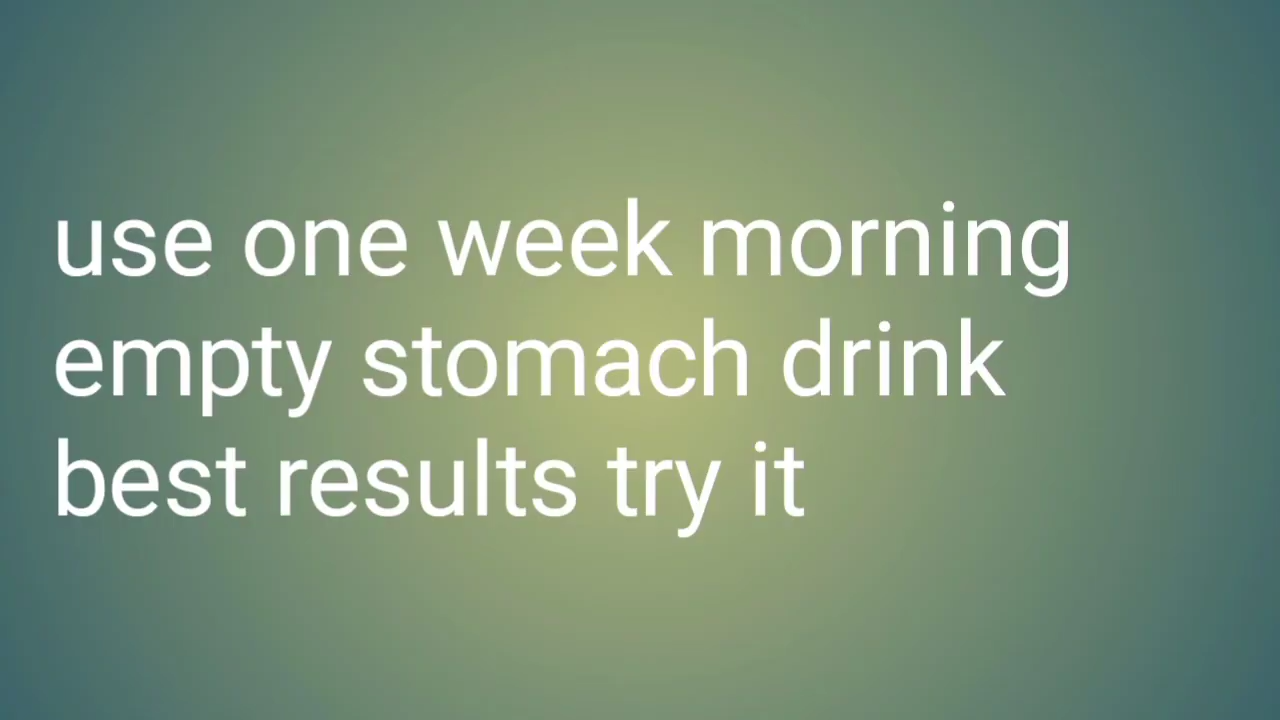 use one week morning
empty stomach drink
best results try it